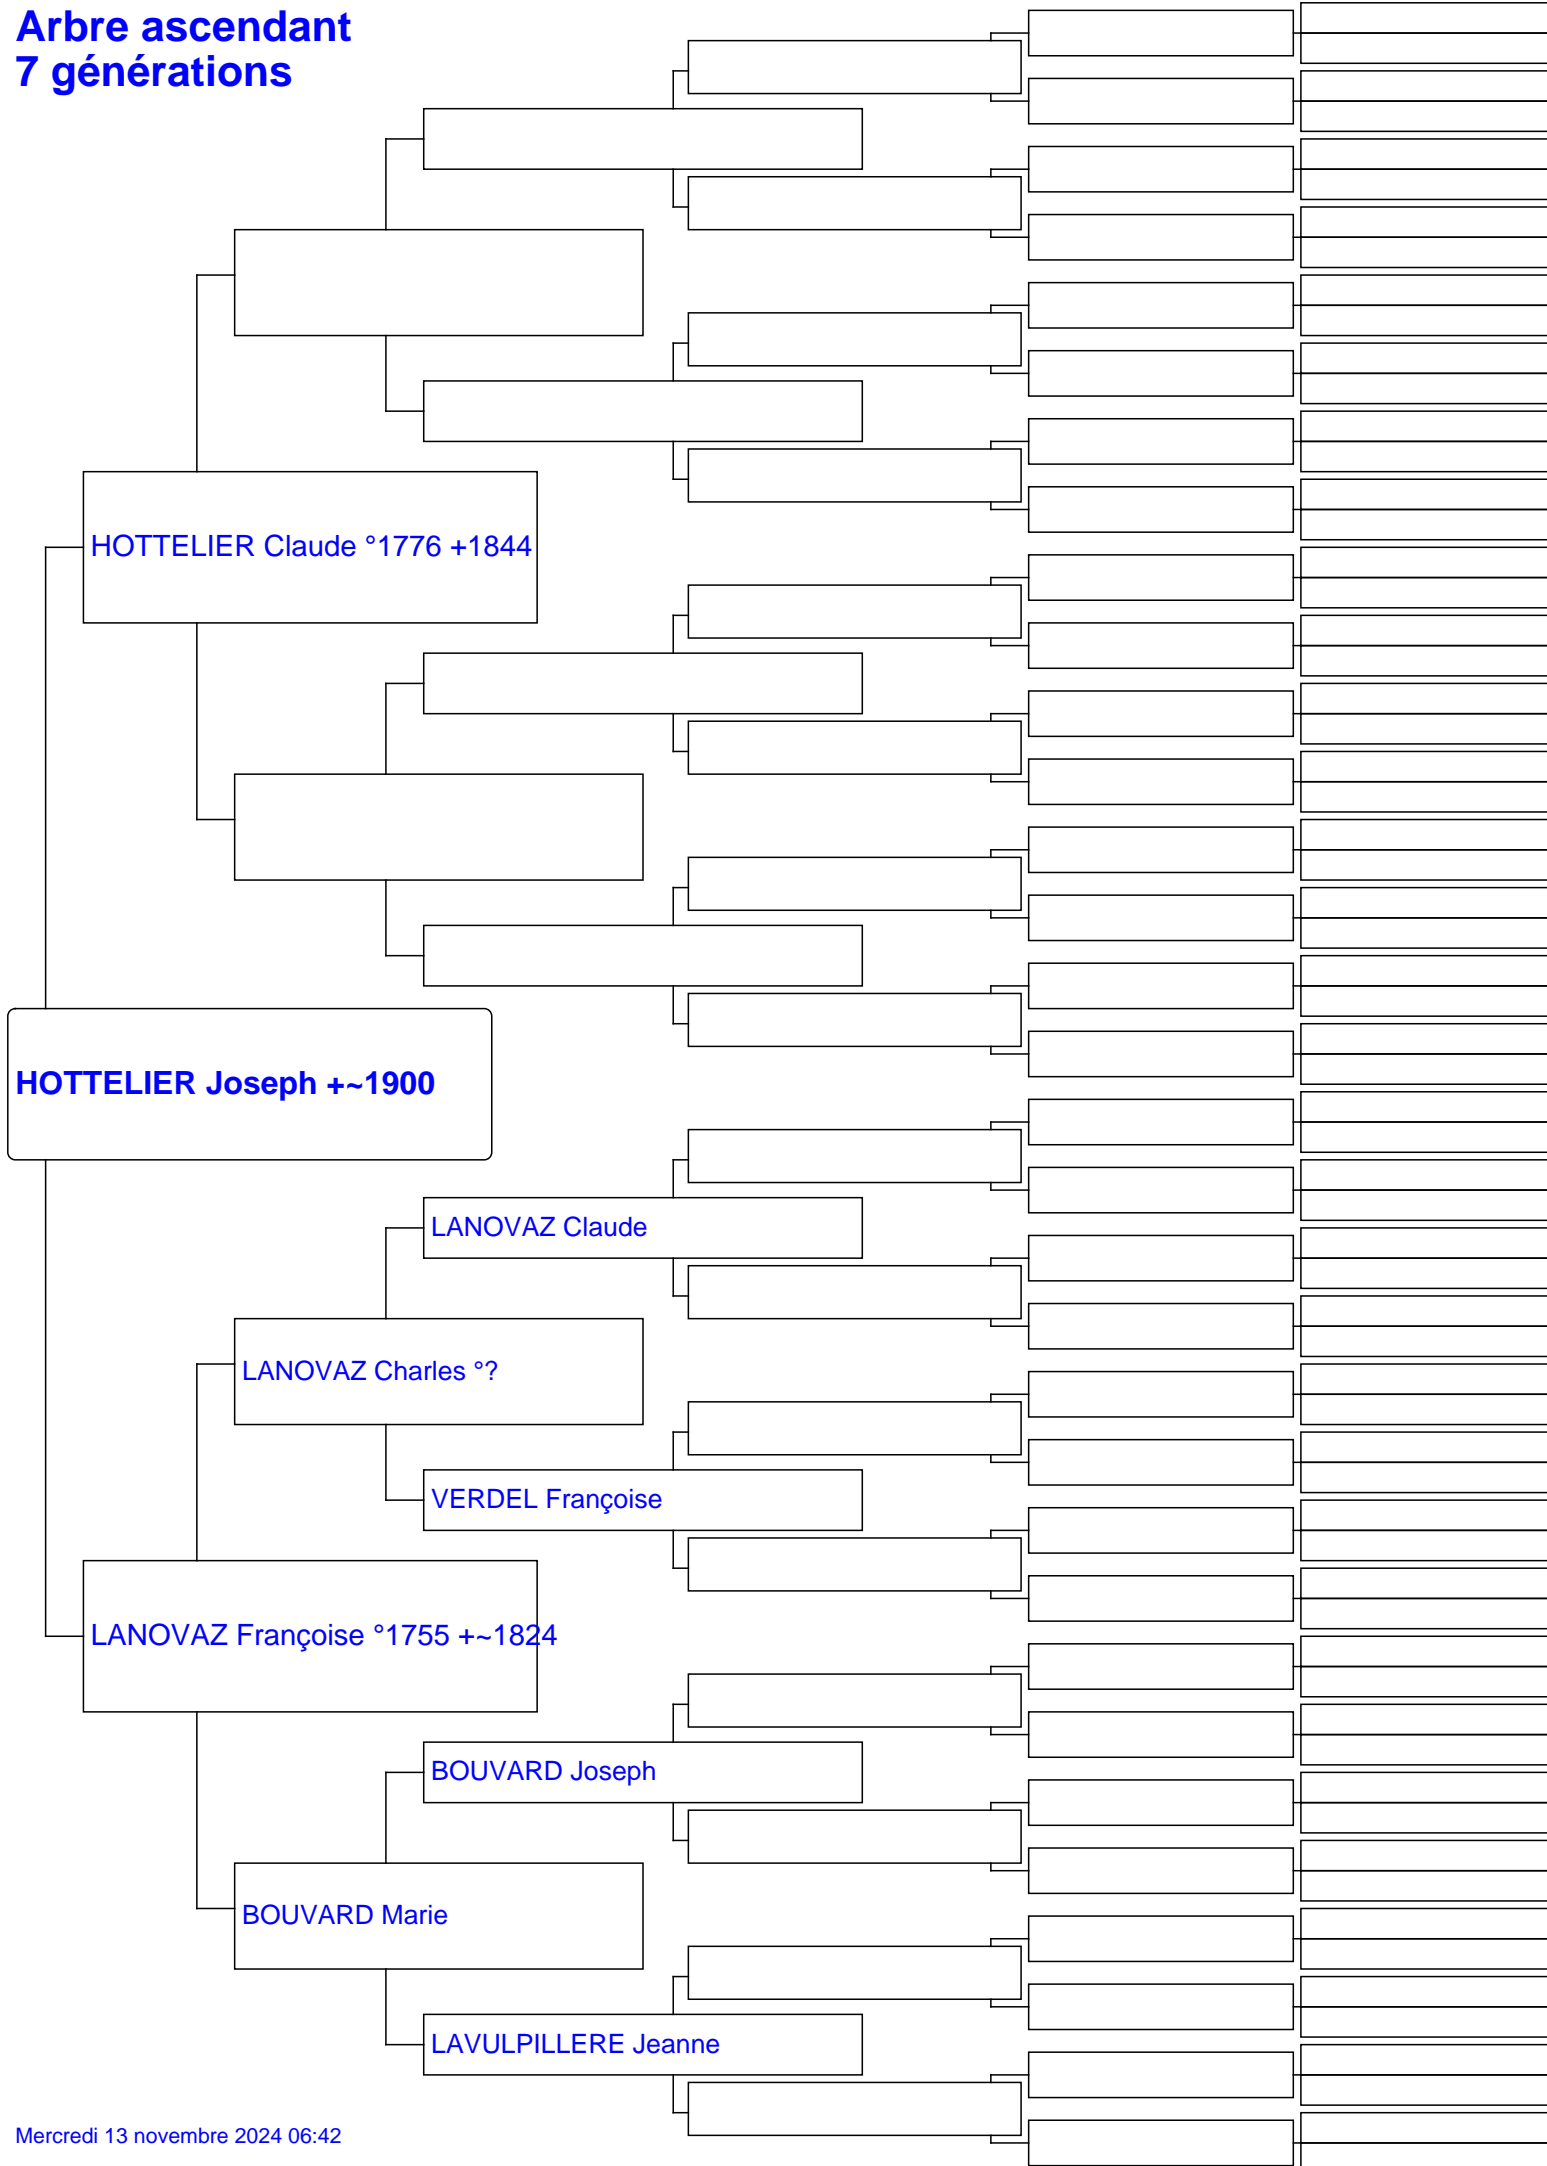 Arbre ascendant
7 générations
HOTTELIER Claude °1776 +1844
HOTTELIER Joseph +~1900
LANOVAZ Claude
LANOVAZ Charles °?
VERDEL Françoise
LANOVAZ Françoise °1755 +~1824
BOUVARD Joseph
BOUVARD Marie
LAVULPILLERE Jeanne
Mercredi 13 novembre 2024 06:42